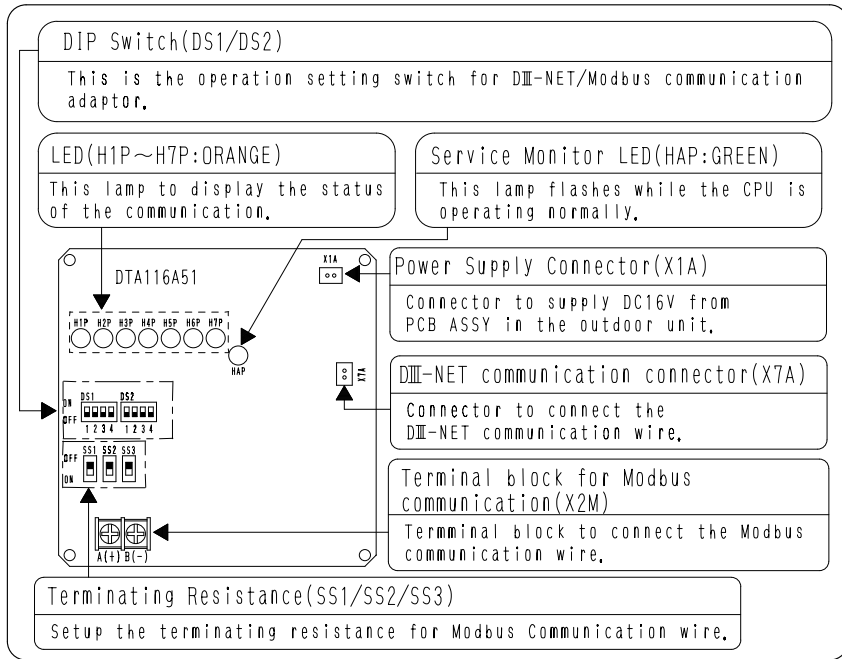 DIP Switch(DS1/DS2)
This is the operation setting switch for DⅢ-NET/Modbus communication
adaptor.
LED(H1P～H7P:ORANGE)
This lamp to display the status
of the communication.
Service Monitor LED(HAP:GREEN)
This lamp flashes while the CPU is
operating normally.
DTA116A51
X1A
H1P H2P H3P H4P H5P H6P H7P
HAP
X7A
Power Supply Connector(X1A)
Connector to supply DC16V from
PCB ASSY in the outdoor unit.
DⅢ-NET communication connector(X7A)
Connector to connect the
DⅢ-NET communication wire.
ON DS1 DS2
OFF
1 2 3 4 1 2 3 4
OFF SS1 SS2 SS3
ON
A(+) B(-)
Terminal block for Modbus
communication(X2M)
Termminal block to connect the Modbus
communication wire.
Terminating Resistance(SS1/SS2/SS3)
Setup the terminating resistance for Modbus Communication wire.